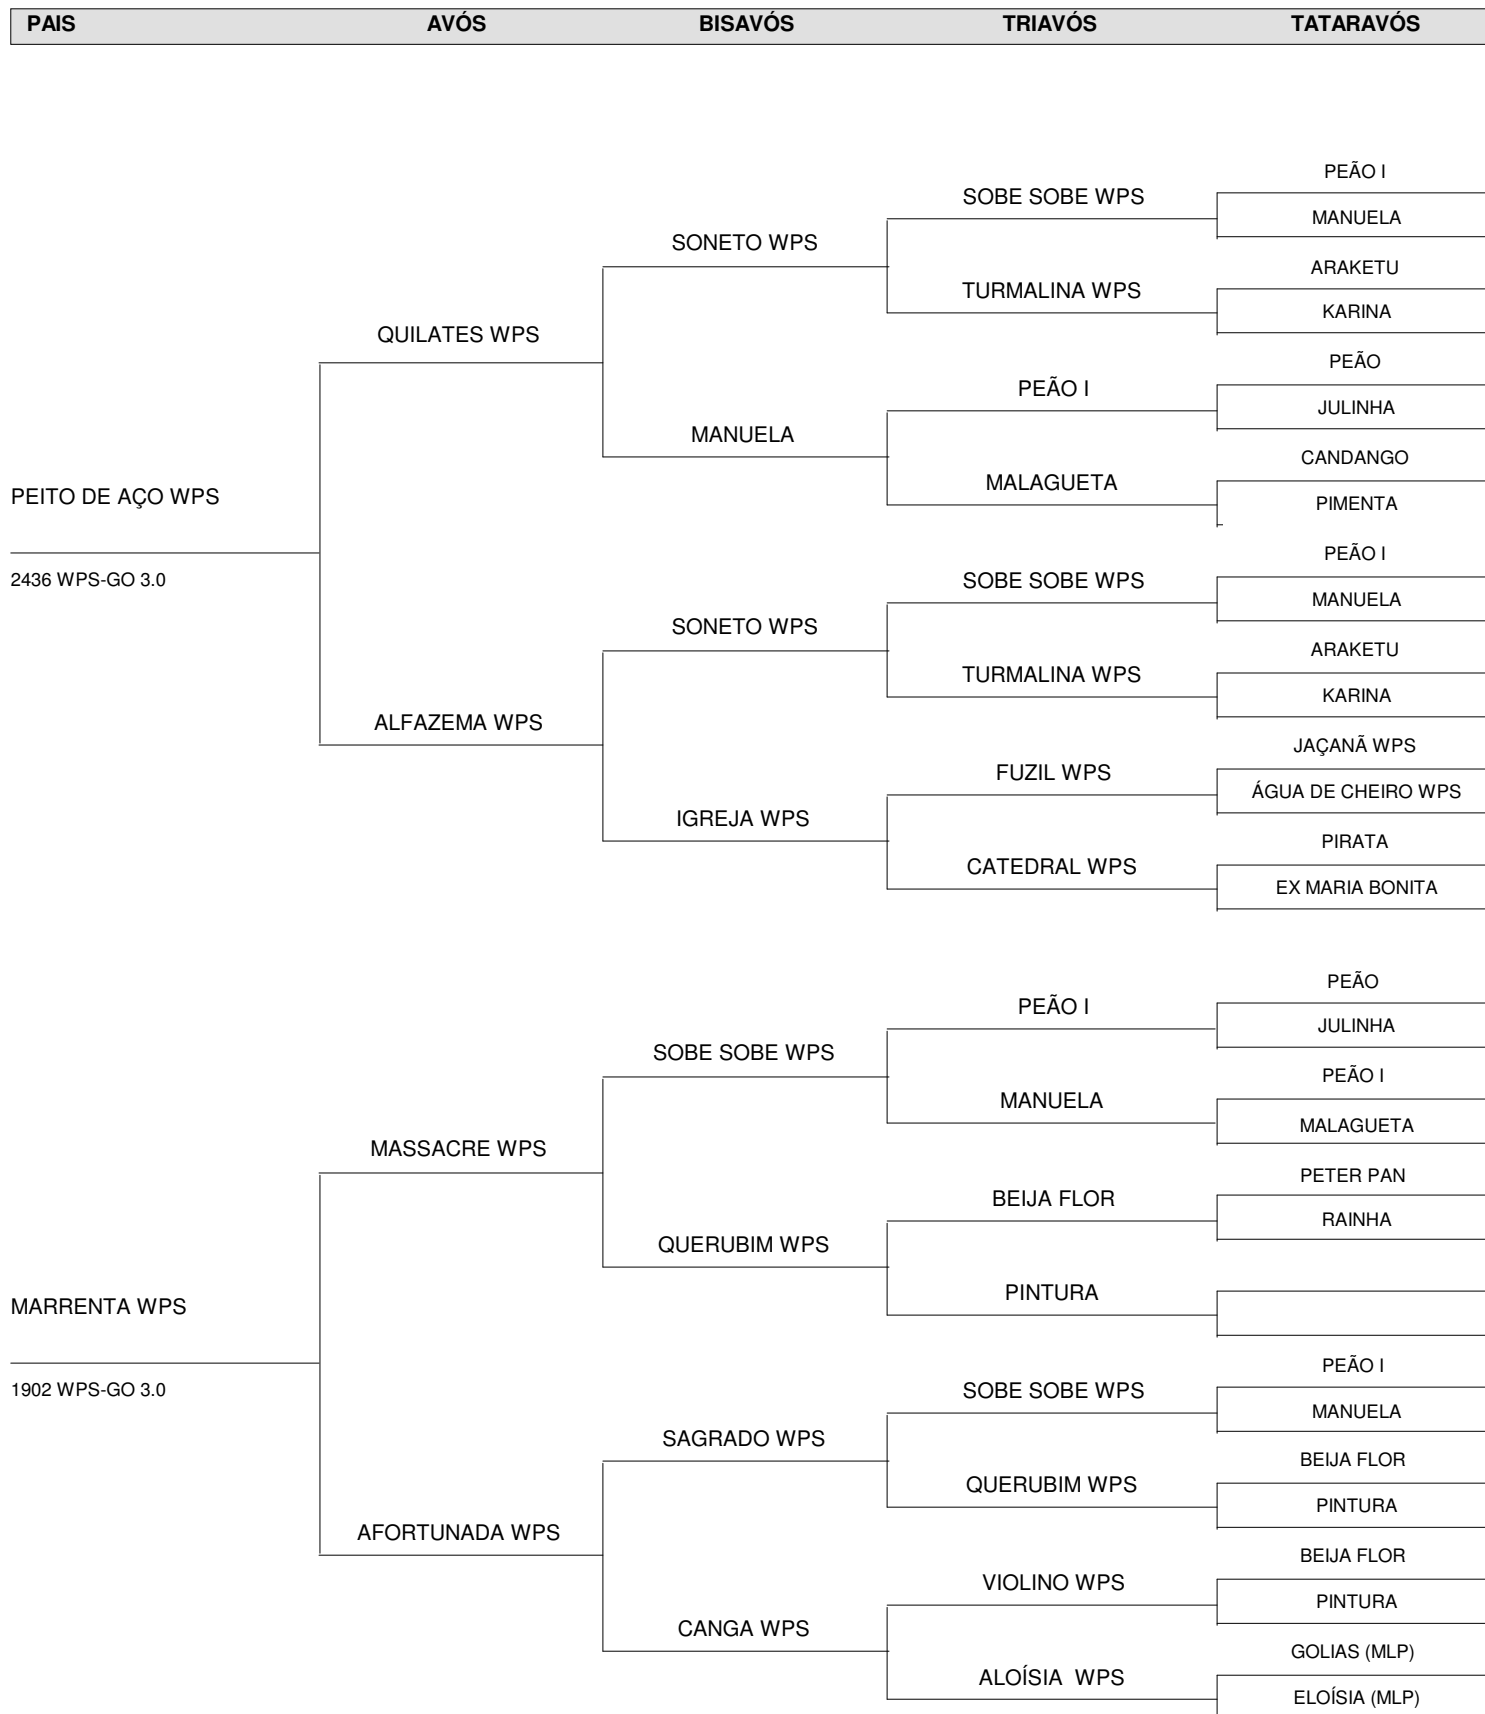 PAIS AVÓS BISAVÓS TRIAVÓS TATARAVÓS
PEÃO I
SOBE SOBE WPS
MANUELA
SONETO WPS
ARAKETU
TURMALINA WPS
KARINA
QUILATES WPS
PEÃO
PEÃO I
JULINHA
MANUELA
CANDANGO
MALAGUETA
PEITO DE AÇO WPS
PIMENTA
PEÃO I
2436 WPS-GO 3.0
SOBE SOBE WPS
MANUELA
SONETO WPS
ARAKETU
TURMALINA WPS
KARINA
ALFAZEMA WPS
JAÇANÃ WPS
FUZIL WPS
ÁGUA DE CHEIRO WPS
IGREJA WPS
PIRATA
CATEDRAL WPS
EX MARIA BONITA
PEÃO
PEÃO I
JULINHA
SOBE SOBE WPS
PEÃO I
MANUELA
MALAGUETA
MASSACRE WPS
PETER PAN
BEIJA FLOR
RAINHA
QUERUBIM WPS
PINTURA
MARRENTA WPS
PEÃO I
1902 WPS-GO 3.0
SOBE SOBE WPS
MANUELA
SAGRADO WPS
BEIJA FLOR
QUERUBIM WPS
PINTURA
AFORTUNADA WPS
BEIJA FLOR
VIOLINO WPS
PINTURA
CANGA WPS
GOLIAS (MLP)
ALOÍSIA WPS
ELOÍSIA (MLP)